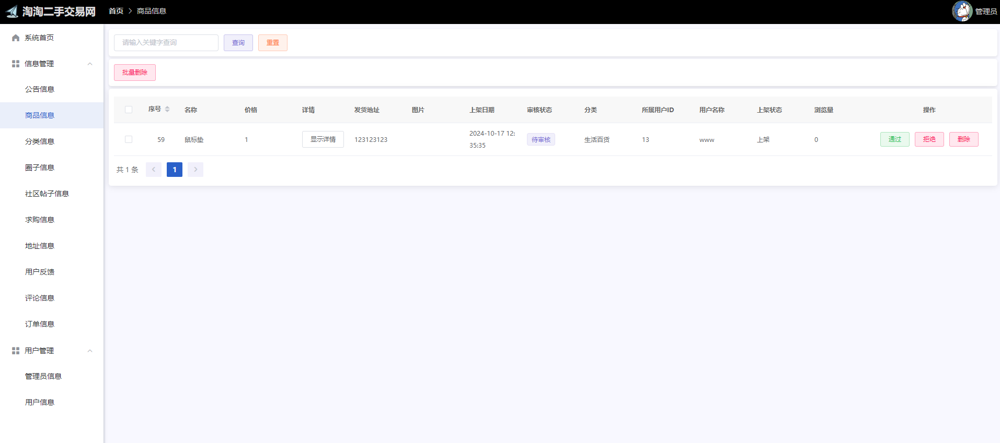 淘淘二手交易网
首页 > 商品信息
管理员
系统首页
信息管理
公告信息
商品信息
分类信息
圈子信息
社区帖子信息
求购信息
地址信息
用户反馈
评论信息
订单信息
用户管理
管理员信息
用户信息
请输入关键字查询 查询 重置
批量删除
序号 名称 价格 详情 发货地址 图片 上架日期 审核状态 分类 所属用户ID 用户名称 上架状态 浏览量 操作
59 鼠标垫 1 显示详情 123123123 2024-10-17 12:
35:35 待审核 生活百货 13 www 上架 0 通过 拒绝 删除
共 1 条 < 1 >